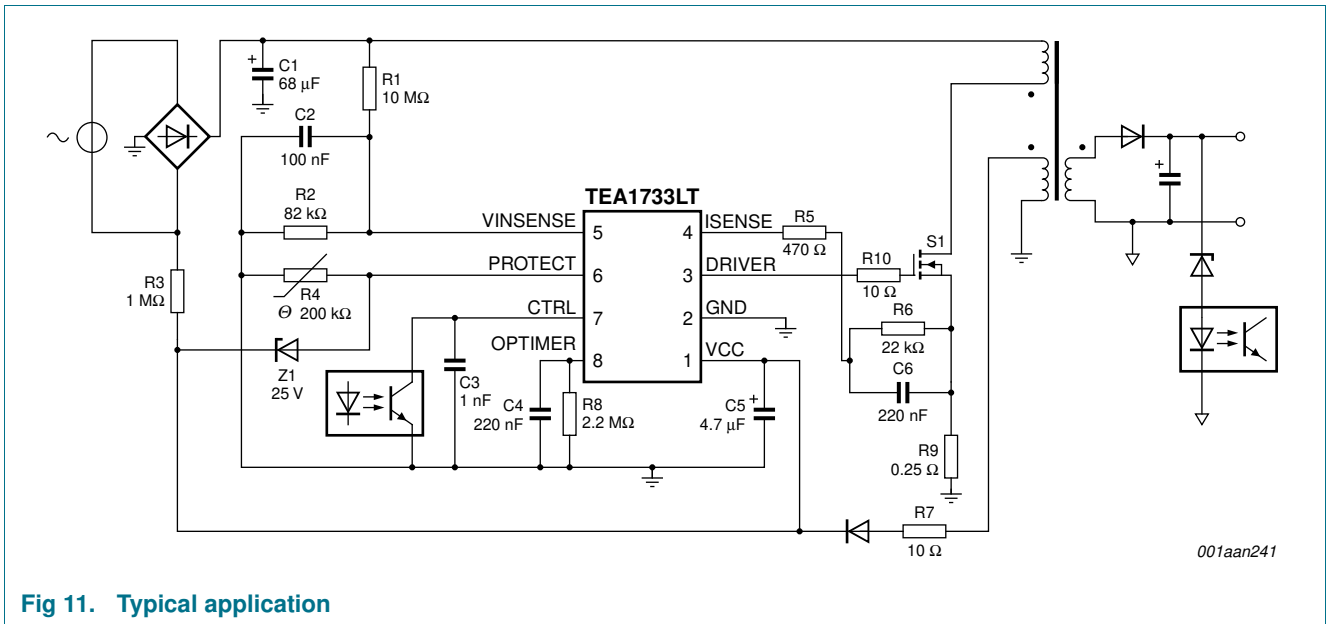 C1
68 μF
R1
10 MΩ
C2
100 nF
R2
82 kΩ
TEA1733LT
VINSENSE
5
4
ISENSE
R5
470 Ω
PROTECT
6
3
DRIVER
R10
10 Ω
S1
R3
1 MΩ
R4
Θ 200 kΩ
CTRL
7
2
GND
R6
22 kΩ
OPTIMER
8
1
VCC
Z1
25 V
C3
1 nF
C4
220 nF
R8
2.2 MΩ
C5
4.7 μF
C6
220 nF
R9
0.25 Ω
R7
10 Ω
001aan241
Fig 11. Typical application